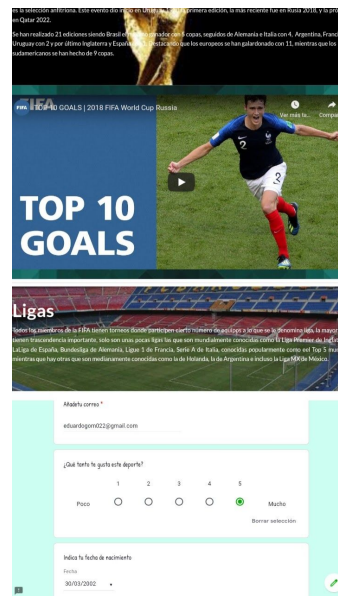 es la selección anfitriona. Este evento dio inicio en primera edición, la más reciente fue en Rusia 2018, y la
en Qatar 2022.
Se han realizado 21 ediciones siendo Brasil el ganador con 5 copas, seguidos de Alemania e Italia con 4, Argentina,
Uruguay con 2 y por último Inglaterra y Destacando que los europeos se han galardonado con 11, mientras que los
sudamericanos se han hecho de 9 copas.
FIFA TOP 10 GOALS | 2018 FIFA World Cup Russia
Ver más ta...
TOP 10
GOALS
Ligas
Todos los miembros de la FIFA tienen torneos donde participen cierto número de equipos a lo que se le denomina liga, la mayor
tienen trascendencia importante, solo son unas pocas ligas las que son mundialmente conocidas como la Liga Premier de
LaLiga de España, Bundesliga de Alemania, Ligue 1 de Francia, Serie A de Italia, conocidas popularmente como eel Top 5
mientras que hay otras que son medianamente conocidas como la de Holanda, la de Argentina e incluso la Liga MX de México.
Añadetu correo *
eduardogom022@gmail.com
¿Qué tanto te gusta este deporte?
1 2 3 4 5
Poco Mucho
Borrar selección
Indica tu fecha de nacimiento
Fecha
30/03/2002